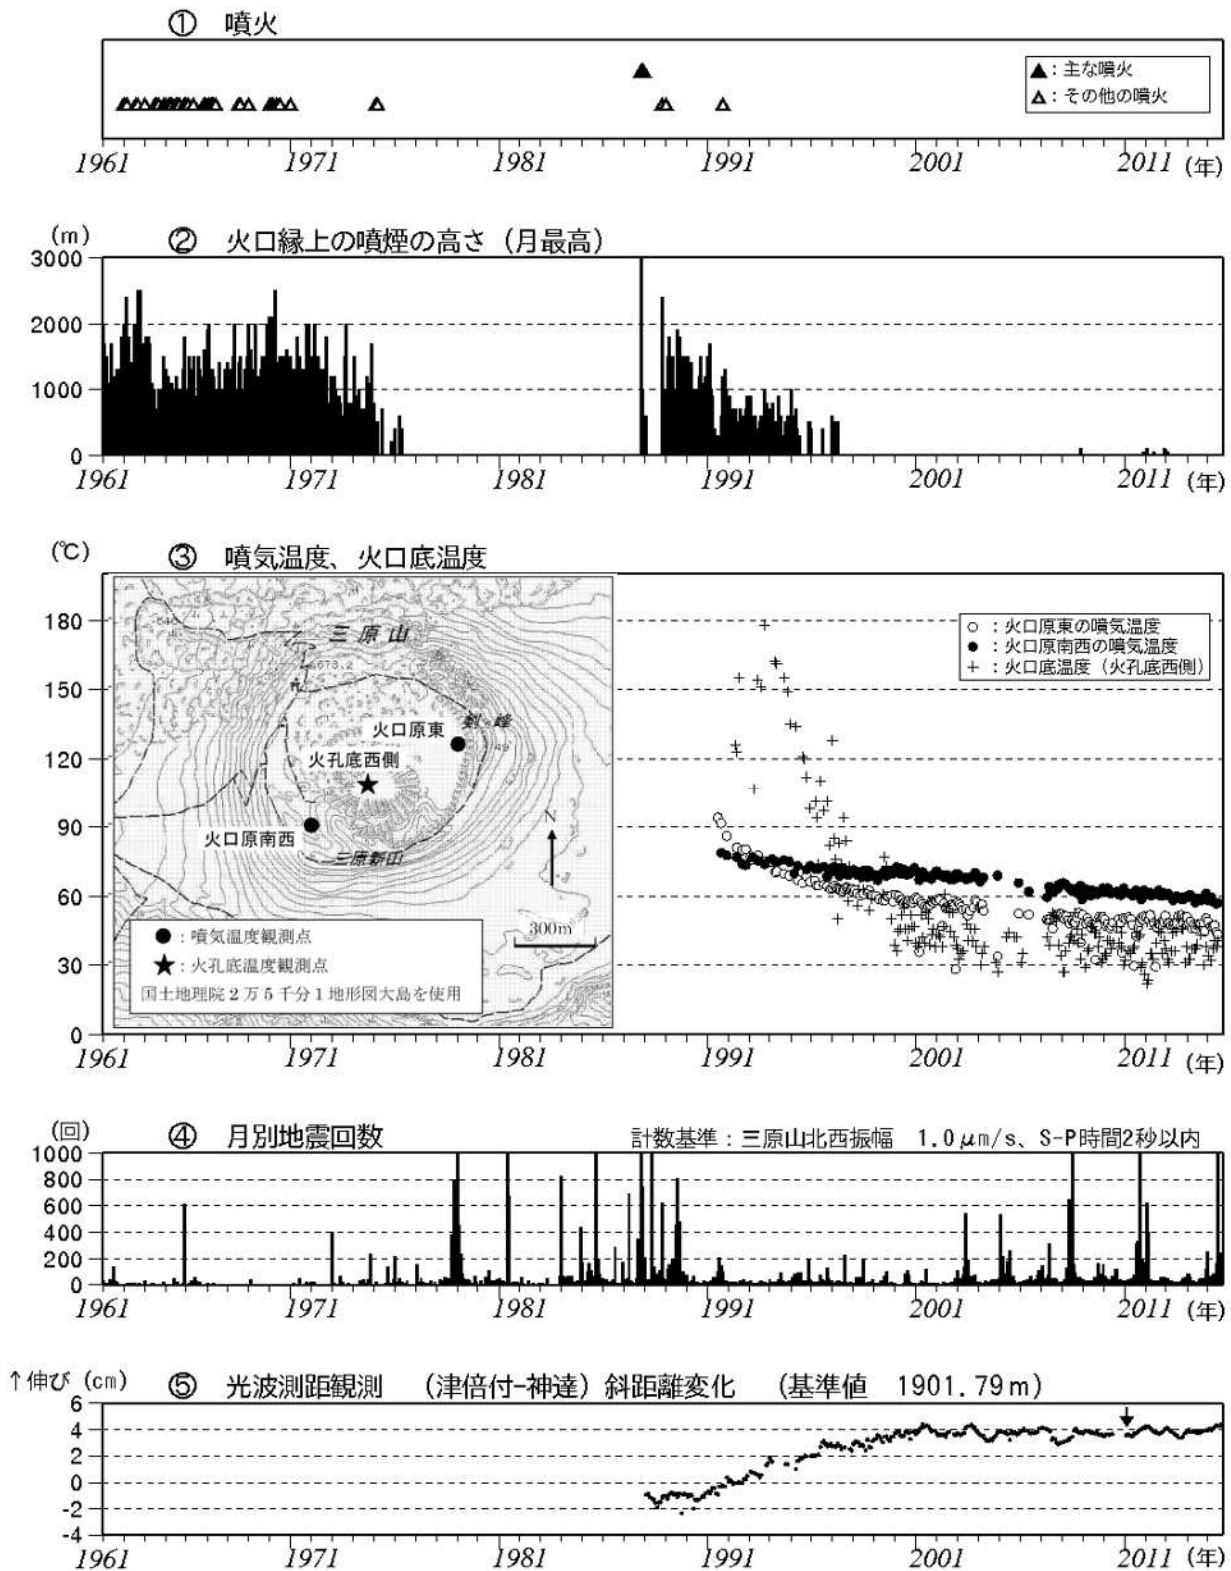 ① 噴火
▲：主な噴火
△：その他の噴火
1961 1971 1981 1991 2001 2011 (年)
(m) ② 火口縁上の噴煙の高さ（月最高）
3000
2000
1000
0
1961 1971 1981 1991 2001 2011 (年)
(℃) ③ 噴気温度、火口底温度
180
150
120
90
60
30
0
三原山
673.2
剣ヶ峰
火口原東
火孔底西側
火口原南西
三原新山
N
300m
●：噴気温度観測点
★：火孔底温度観測点
国土地理院２万５千分１地形図大島を使用
○：火口原東の噴気温度
●：火口原南西の噴気温度
＋：火口底温度（火孔底西側）
1961 1971 1981 1991 2001 2011 (年)
(回) ④ 月別地震回数 計数基準：三原山北西振幅 1.0μm/s、S-P時間2秒以内
1000
800
600
400
200
0
1961 1971 1981 1991 2001 2011 (年)
↑伸び (cm) ⑤ 光波測距観測 （津倍付-神達）斜距離変化 （基準値 1901.79m）
6
4
2
0
-2
-4
1961 1971 1981 1991 2001 2011 (年)